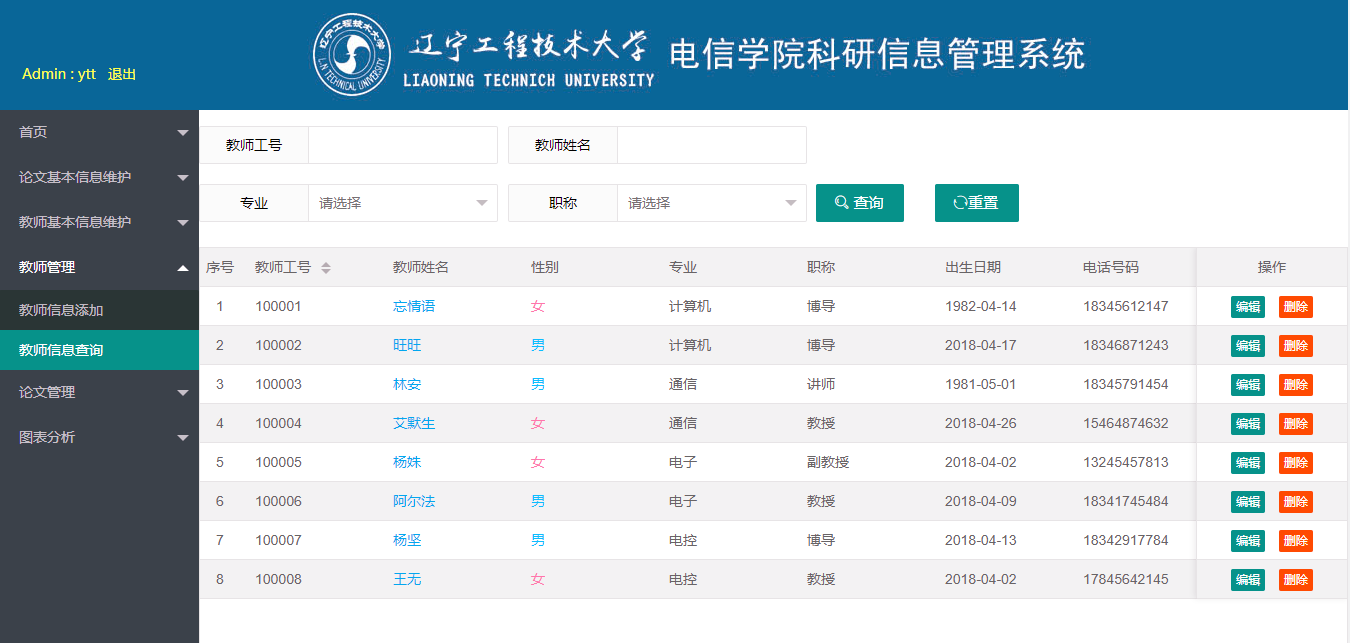 辽宁工程技术大学
LIAONING TECHNICH UNIVERSITY
电信学院科研信息管理系统
Admin : ytt 退出
首页
论文基本信息维护
教师基本信息维护
教师管理
教师信息添加
教师信息查询
论文管理
图表分析
教师工号 教师姓名
专业 请选择 职称 请选择 查询 重置
序号 教师工号 教师姓名 性别 专业 职称 出生日期 电话号码 操作
1 100001 忘情语 女 计算机 博导 1982-04-14 18345612147 编辑 删除
2 100002 旺旺 男 计算机 博导 2018-04-17 18346871243 编辑 删除
3 100003 林安 男 通信 讲师 1981-05-01 18345791454 编辑 删除
4 100004 艾默生 女 通信 教授 2018-04-26 15464874632 编辑 删除
5 100005 杨妹 女 电子 副教授 2018-04-02 13245457813 编辑 删除
6 100006 阿尔法 男 电子 教授 2018-04-09 18341745484 编辑 删除
7 100007 杨坚 男 电控 博导 2018-04-13 18342917784 编辑 删除
8 100008 王无 女 电控 教授 2018-04-02 17845642145 编辑 删除